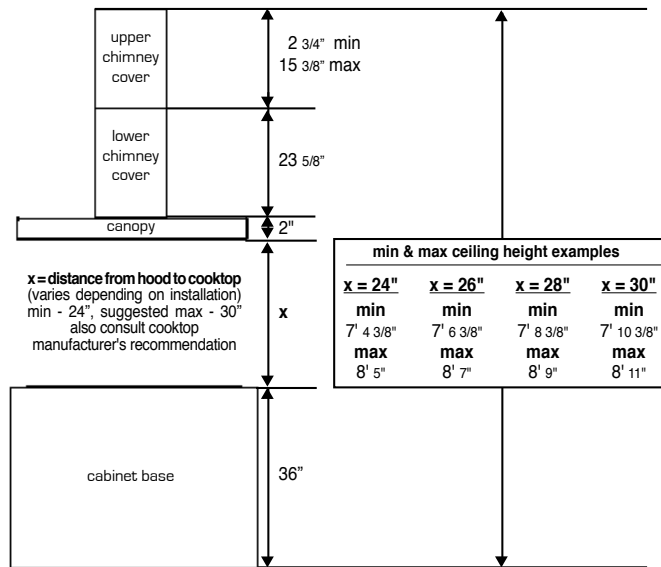 upper
chimney
cover
2 3/4" min
15 3/8" max
lower
chimney
cover
23 5/8"
canopy
2"
x = distance from hood to cooktop
(varies depending on installation)
min - 24", suggested max - 30"
also consult cooktop
manufacturer's recommendation
x
min & max ceiling height examples
x = 24" x = 26" x = 28" x = 30"
min min min min
7' 4 3/8" 7' 6 3/8" 7' 8 3/8" 7' 10 3/8"
max max max max
8' 5" 8' 7" 8' 9" 8' 11"
cabinet base
36"